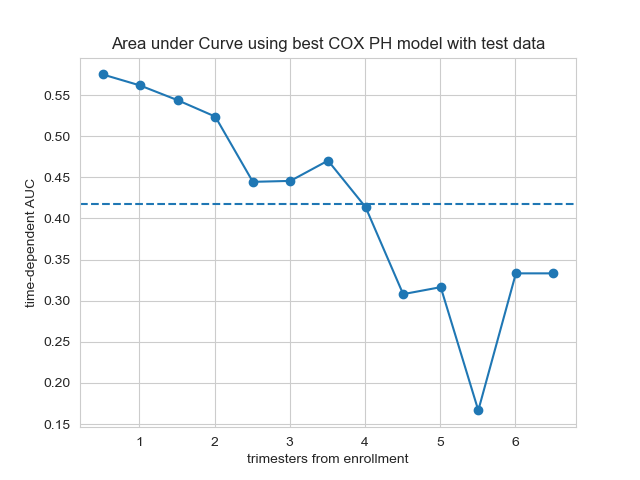 Area under Curve using best COX PH model with test data
time-dependent AUC
0.55
0.50
0.45
0.40
0.35
0.30
0.25
0.20
0.15
1 2 3 4 5 6
trimesters from enrollment